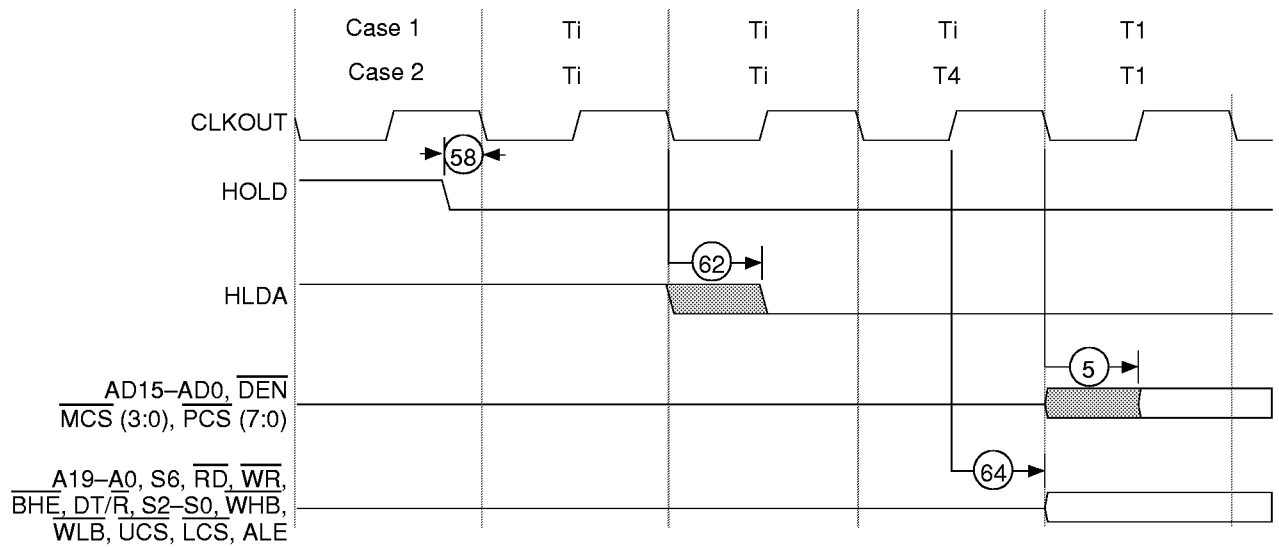 Case 1 Ti Ti Ti T1
Case 2 Ti Ti T4 T1
CLKOUT
58
HOLD
62
HLDA
5
AD15–AD0, DEN
MCS (3:0), PCS (7:0)
64
A19–A0, S6, RD, WR,
BHE, DT/R, S2–S0, WHB,
WLB, UCS, LCS, ALE